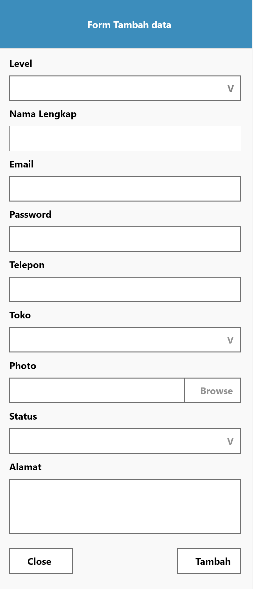 Form Tambah data
Level
V
Nama Lengkap
Email
Password
Telepon
Toko
V
Photo
Browse
Status
V
Alamat
Close Tambah